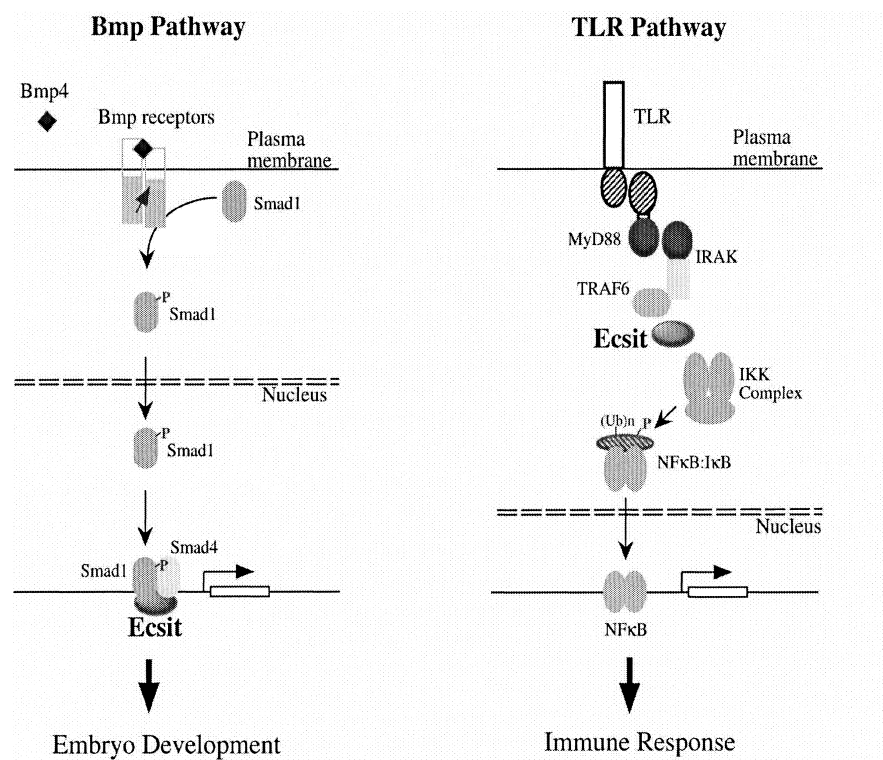 Bmp Pathway
Bmp4
Bmp receptors
Plasma
membrane
Smad1
P
Smad1
Nucleus
P
Smad1
Smad4
Smad1
P
Ecsit
Embryo Development
TLR Pathway
TLR
Plasma
membrane
MyD88
IRAK
TRAF6
Ecsit
IKK
Complex
(Ub)n
P
NFκB:IκB
Nucleus
NFκB
Immune Response